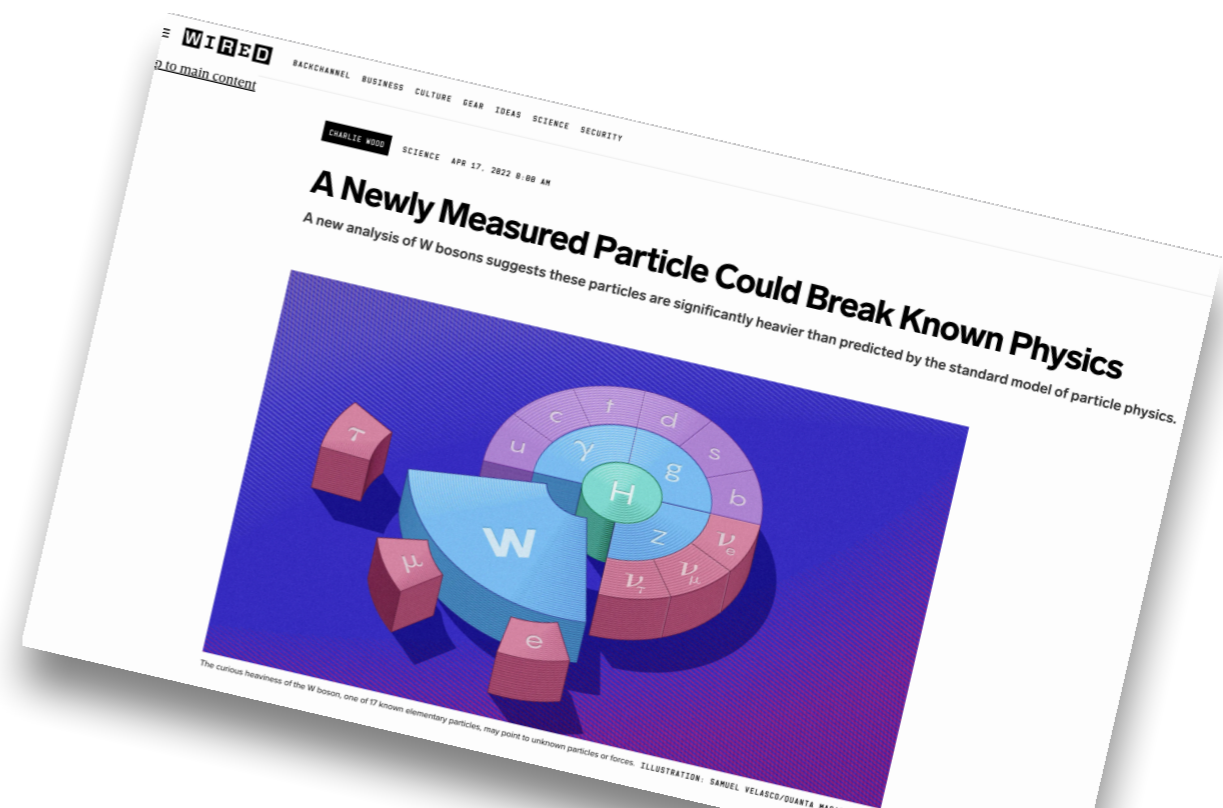 WIRED
BACKCHANNEL BUSINESS CULTURE GEAR IDEAS SCIENCE SECURITY
to main content
CHARLIE WOOD SCIENCE APR 17, 2022 8:00 AM
A Newly Measured Particle Could Break Known Physics
A new analysis of W bosons suggests these particles are significantly heavier than predicted by the standard model of particle physics.
τ
u c t d s b
γ g
H
W
Z
μ
e
ντ νμ νe
The curious heaviness of the W boson, one of 17 known elementary particles, may point to unknown particles or forces. ILLUSTRATION: SAMUEL VELASCO/QUANTA